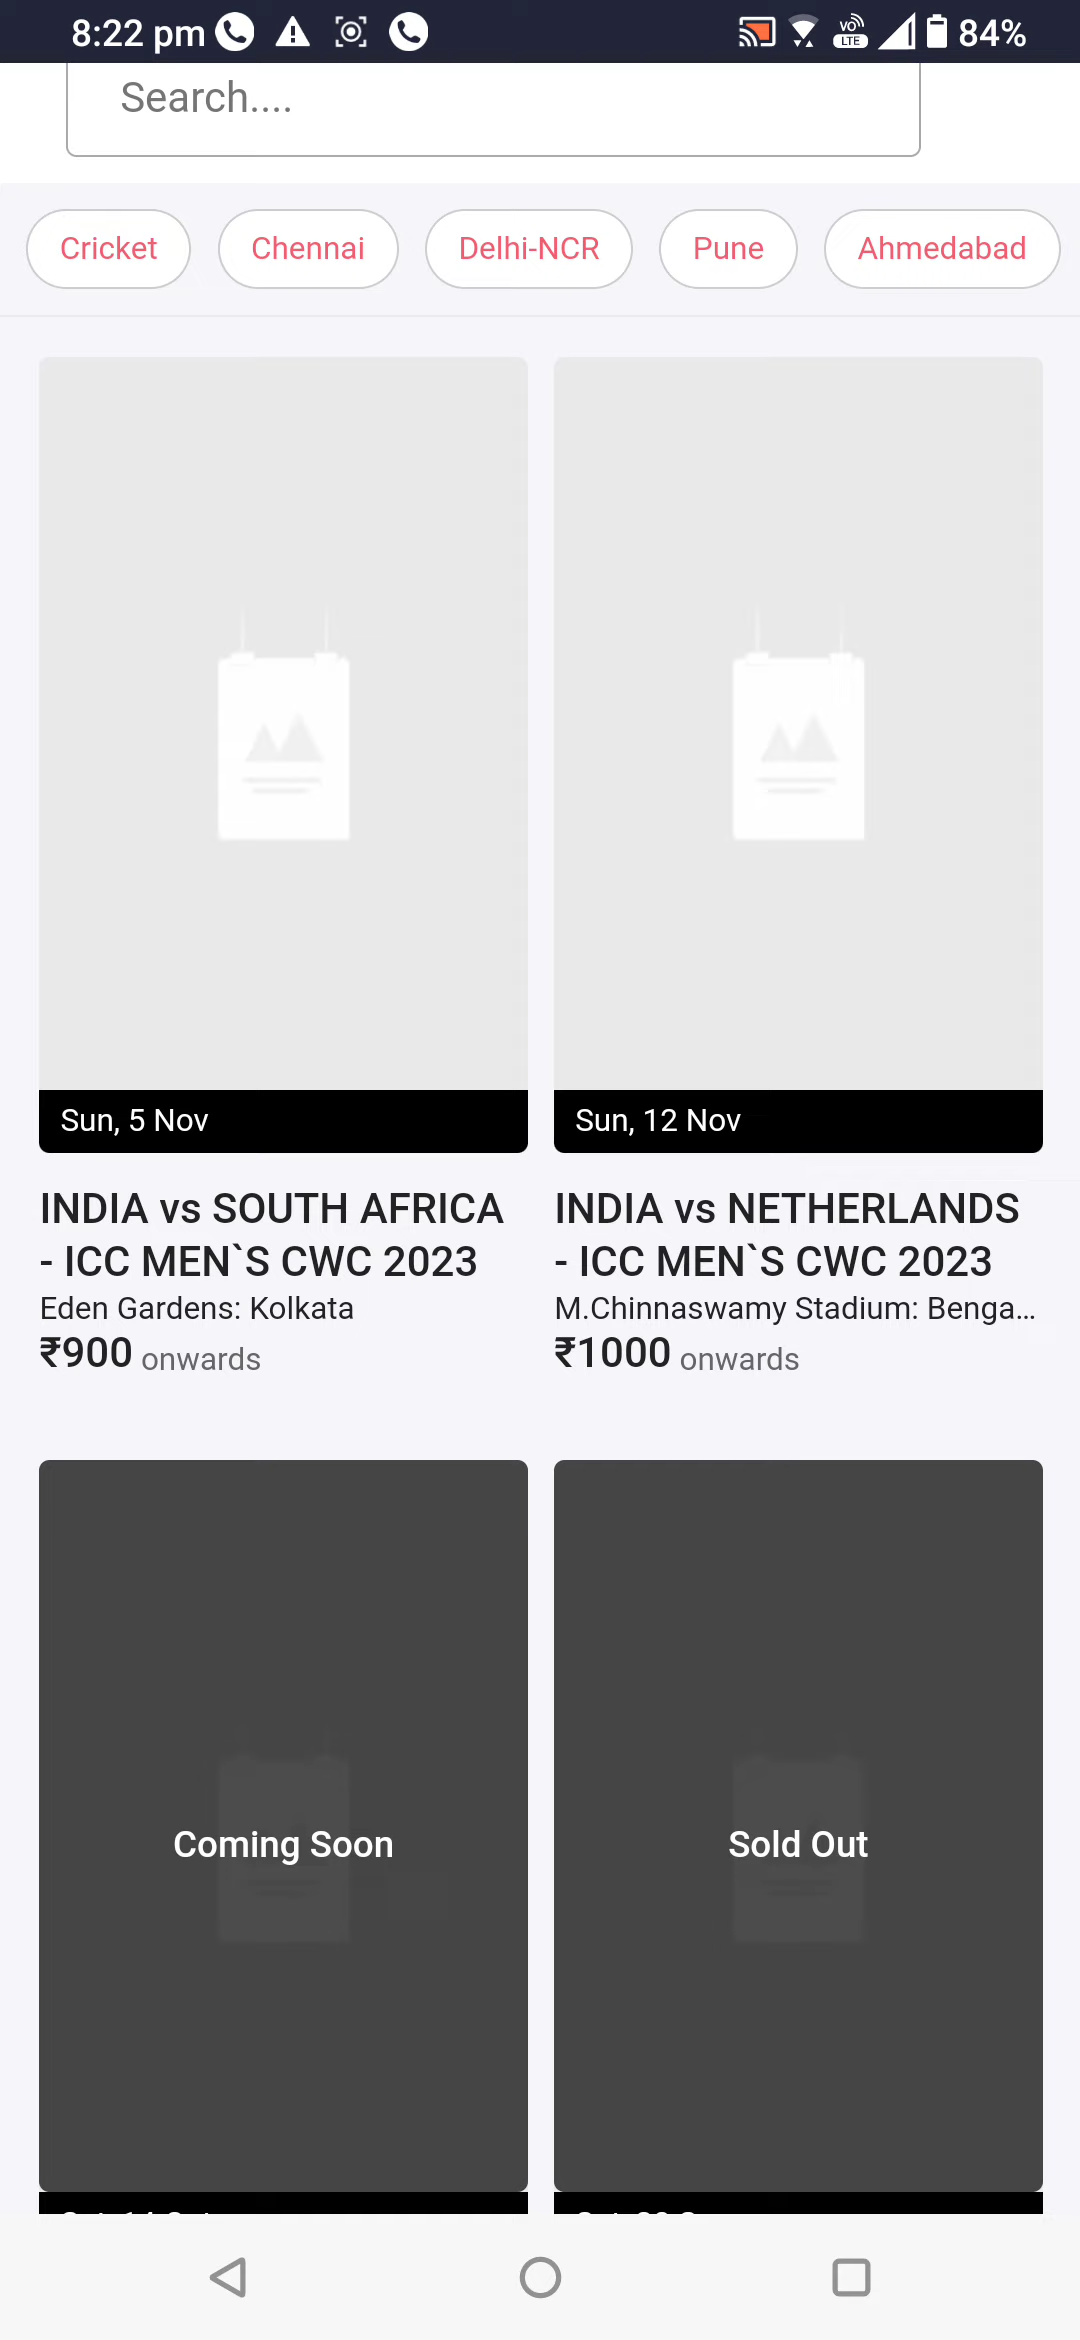 8:22 pm
VO
LTE
84%
Search....
Cricket
Chennai
Delhi-NCR
Pune
Ahmedabad
Sun, 5 Nov
Sun, 12 Nov
INDIA vs SOUTH AFRICA
- ICC MEN`S CWC 2023
Eden Gardens: Kolkata
₹900 onwards
INDIA vs NETHERLANDS
- ICC MEN`S CWC 2023
M.Chinnaswamy Stadium: Benga...
₹1000 onwards
Coming Soon
Sold Out